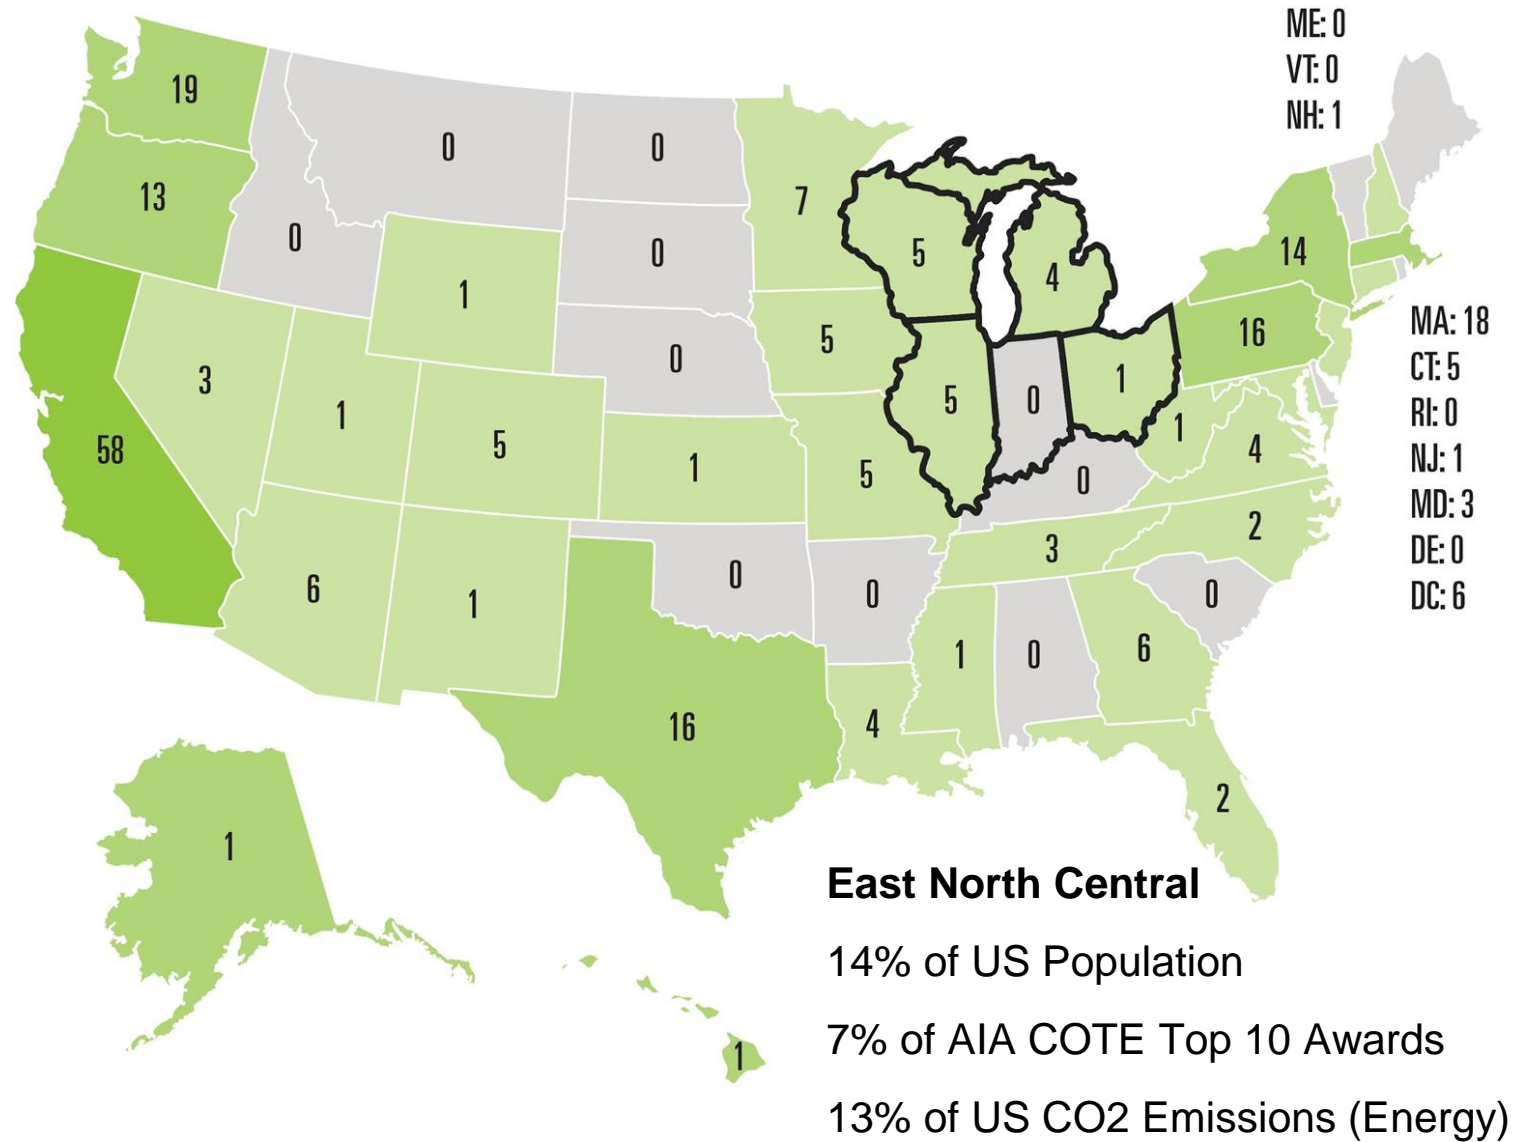 ME: 0
VT: 0
NH: 1
19
0
0
13
7
0
0
5
4
14
1
MA: 18
CT: 5
RI: 0
NJ: 1
MD: 3
DE: 0
DC: 6
5
16
0
3
1
5
0
1
1
5
58
1
5
4
0
2
3
6
1
0
0
0
1
0
6
16
4
2
1
1
East North Central
14% of US Population
7% of AIA COTE Top 10 Awards
13% of US CO2 Emissions (Energy)